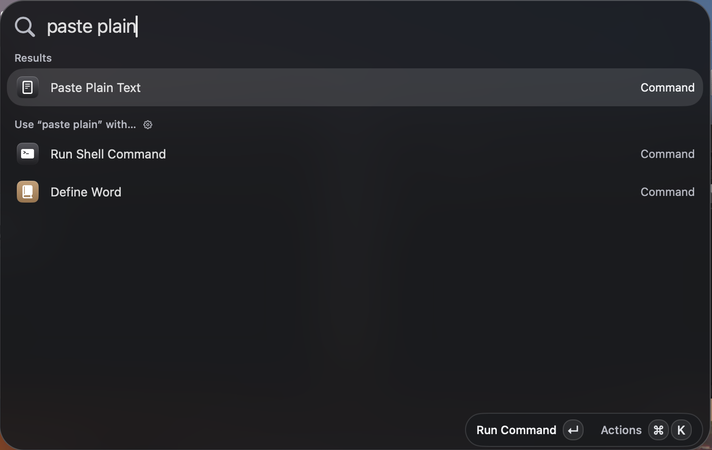 paste plain
Results
Paste Plain Text Command
Use “paste plain” with...
Run Shell Command Command
Define Word Command
Run Command ↵ Actions ⌘ K